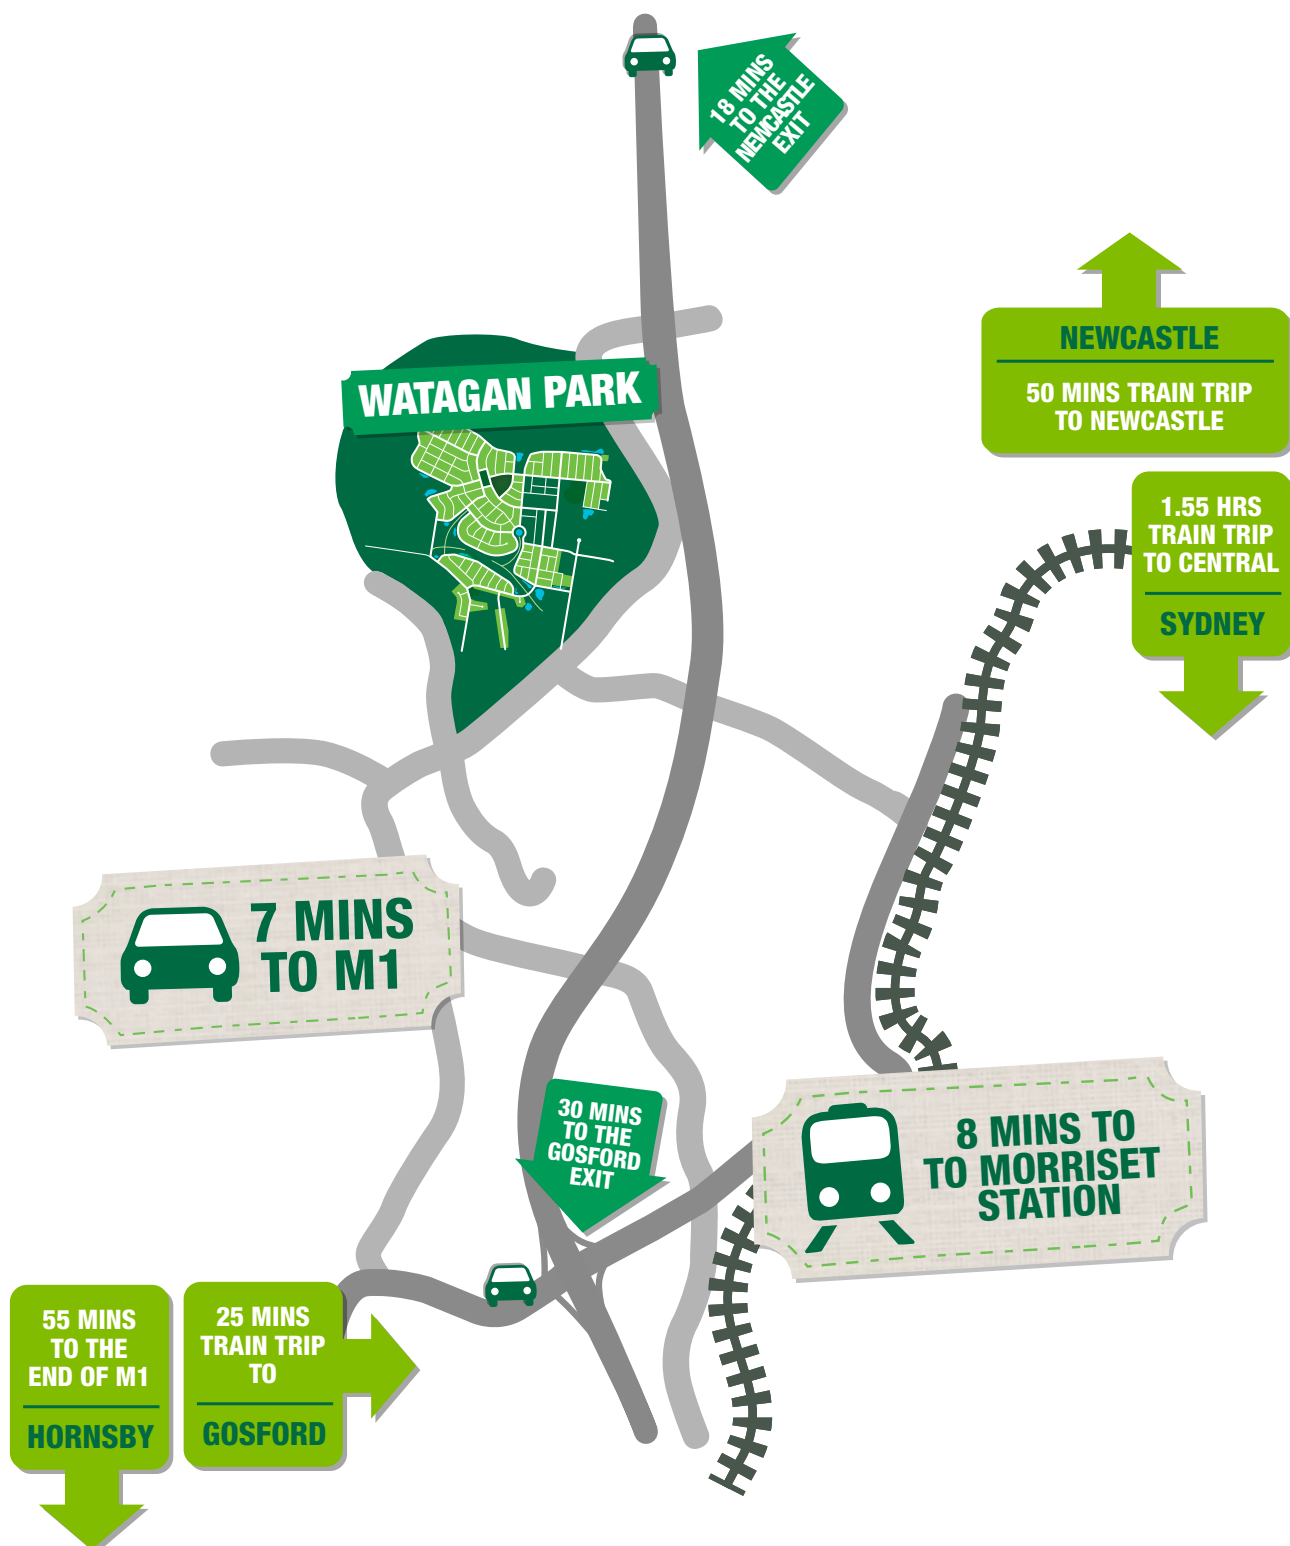 18 MINS
TO THE
NEWCASTLE
EXIT
NEWCASTLE
50 MINS TRAIN TRIP
TO NEWCASTLE
WATAGAN PARK
1.55 HRS
TRAIN TRIP
TO CENTRAL
SYDNEY
7 MINS
TO M1
30 MINS
TO THE
GOSFORD
EXIT
8 MINS TO
TO MORRISET
STATION
55 MINS
TO THE
END OF M1
HORNSBY
25 MINS
TRAIN TRIP
TO
GOSFORD